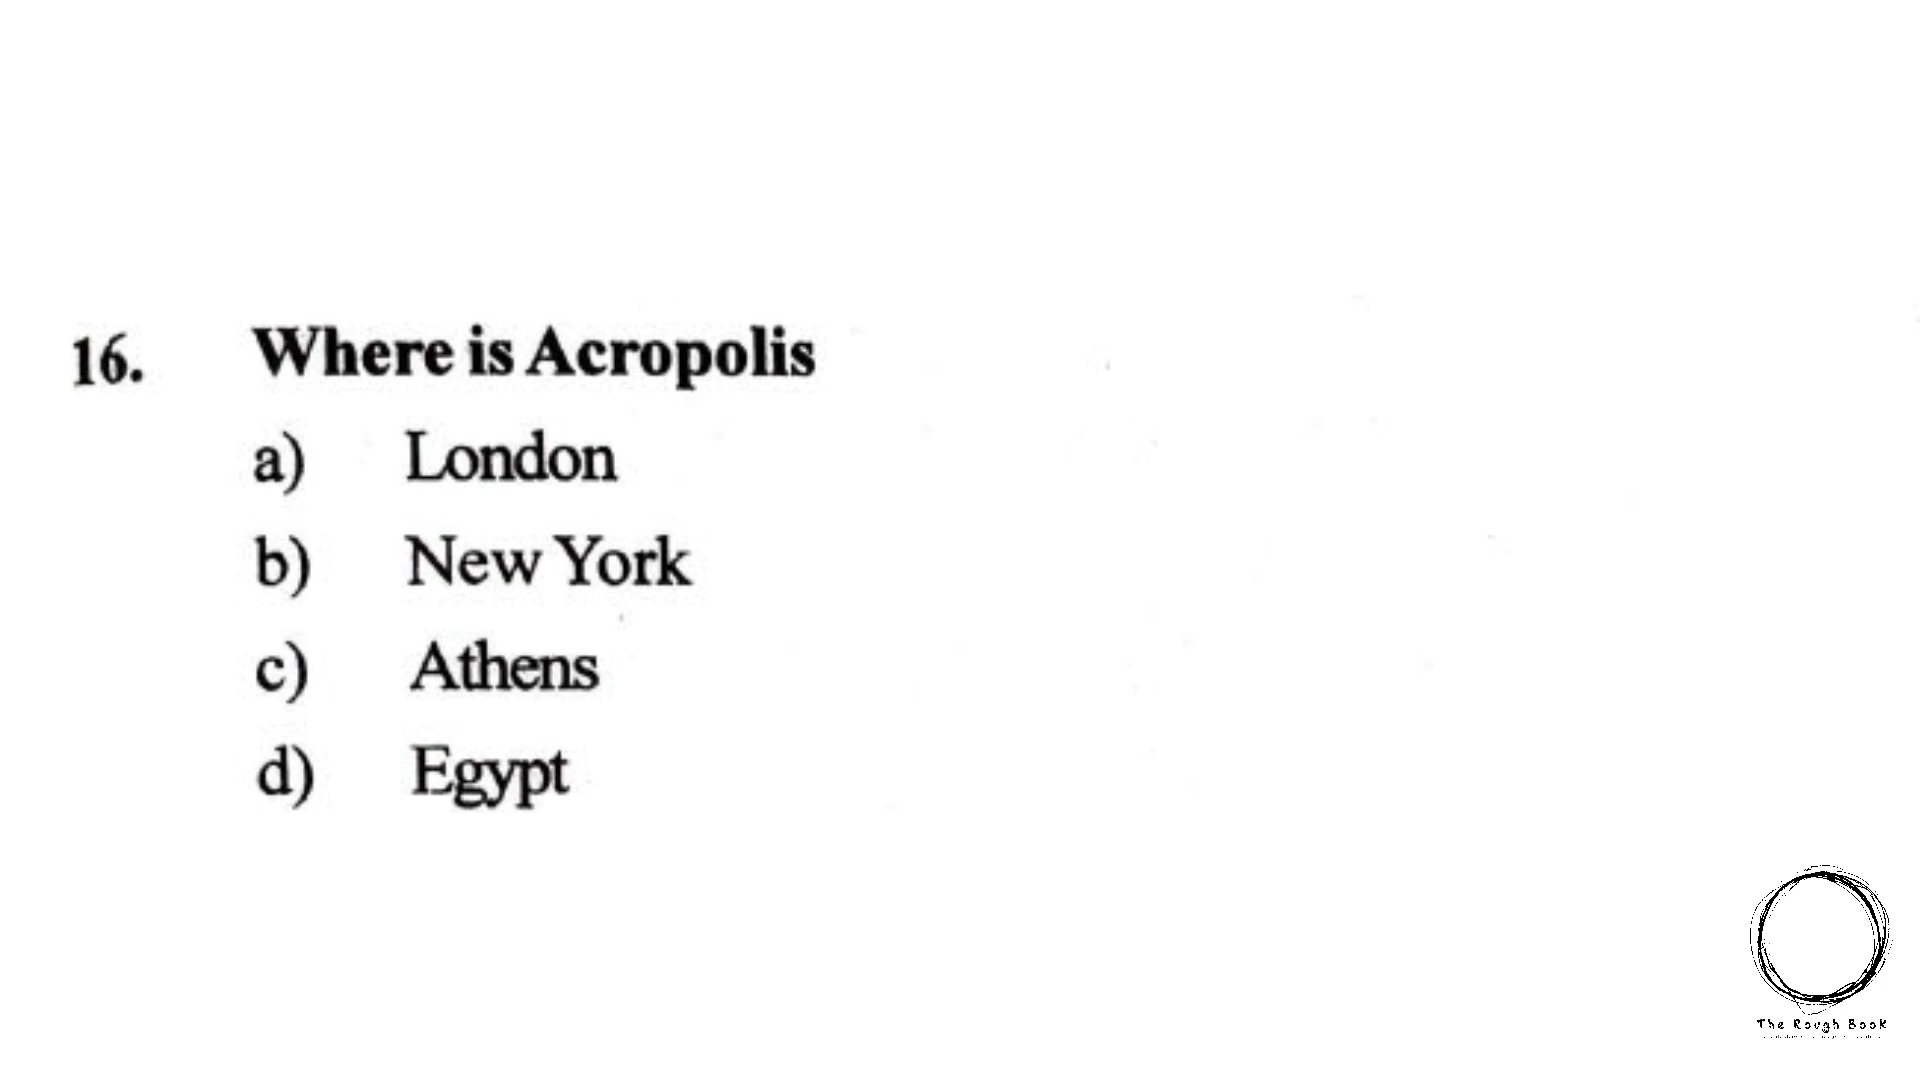 16. Where is Acropolis
a) London
b) New York
c) Athens
d) Egypt
The Rough Book